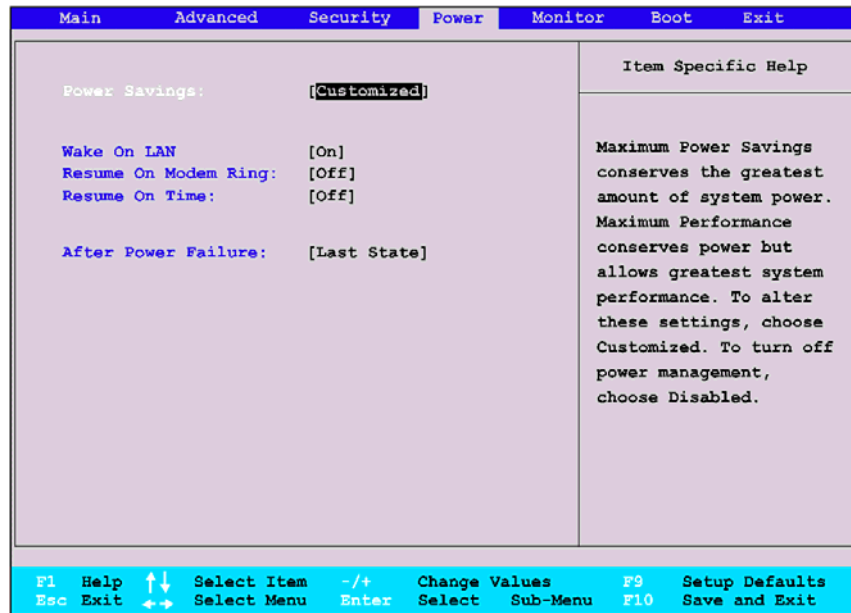 Main Advanced Security Power Monitor Boot Exit
Power Savings: [Customized]
Wake On LAN [On]
Resume On Modem Ring: [Off]
Resume On Time: [Off]
After Power Failure: [Last State]
Item Specific Help
Maximum Power Savings
conserves the greatest
amount of system power.
Maximum Performance
conserves power but
allows greatest system
performance. To alter
these settings, choose
Customized. To turn off
power management,
choose Disabled.
F1 Help ↑↓ Select Item -/+ Change Values F9 Setup Defaults
Esc Exit ←→ Select Menu Enter Select Sub-Menu F10 Save and Exit